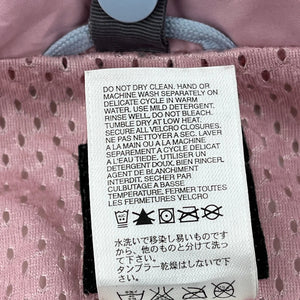 DO NOT DRY CLEAN. HAND OR
MACHINE WASH SEPARATELY ON
DELICATE CYCLE IN WARM
WATER. USE MILD DETERGENT,
RINSE WELL, DO NOT BLEACH.
TUMBLE DRY AT LOW HEAT.
SECURE ALL VELCRO CLOSURES.
NE PAS NETTOYER A SEC. LAVER
A LA MAIN OU A LA MACHINE
SEPAREMENT A CYCLE DELICAT
EN EAU TIEDE. UTILISER UN
DETERGENT DOUX. BIEN RINCER.
AGENT DE BLANCHIMENT
INTERDIT. SECHER PAR
CULBUTAGE A BASSE
TEMPERATURE. FERMER TOUTES
LES FERMETURES VELCRO
水洗いで移染し易いものです
から、他のものと分けて洗っ
て下さい。
タンブラー乾燥はしないで下